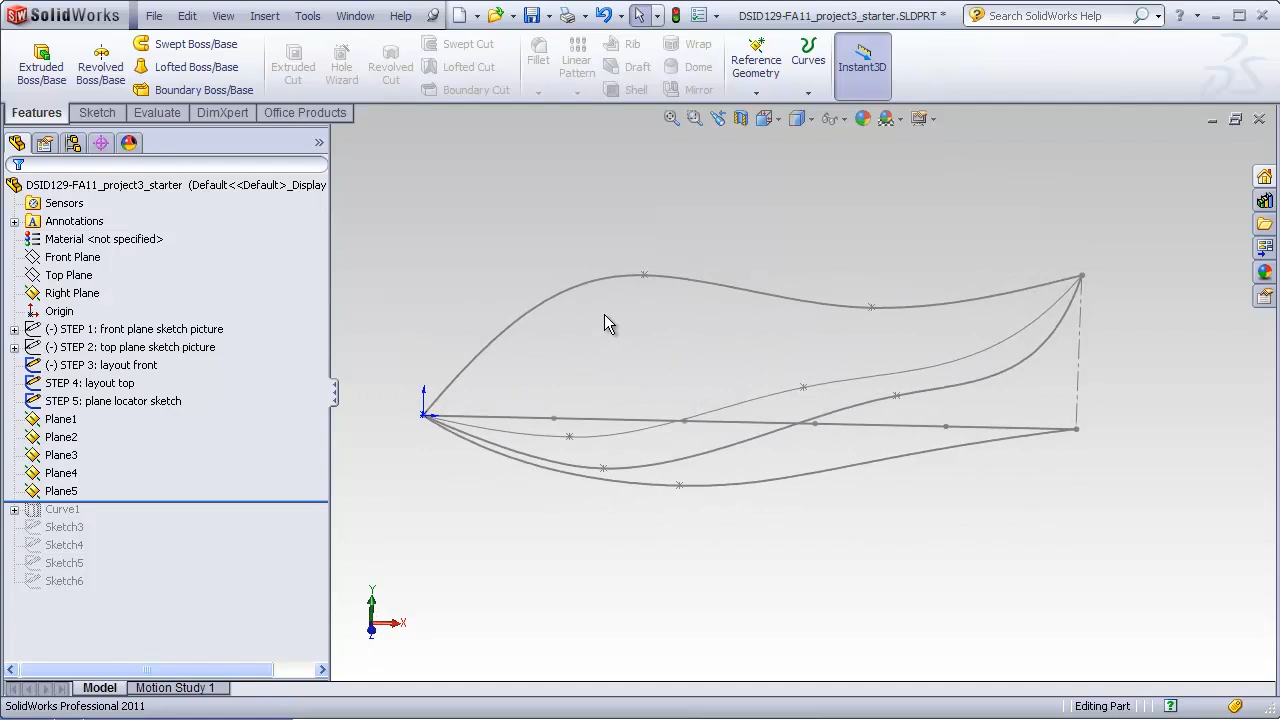 SolidWorks File Edit View Insert Tools Window Help DSID129-FA11_project3_starter.SLDPRT * Search SolidWorks Help
Extruded Boss/Base
Revolved Boss/Base
Swept Boss/Base
Lofted Boss/Base
Boundary Boss/Base
Extruded Cut
Hole Wizard
Revolved Cut
Swept Cut
Lofted Cut
Boundary Cut
Fillet
Linear Pattern
Rib
Draft
Shell
Wrap
Dome
Mirror
Reference Geometry
Curves
Instant3D
Features Sketch Evaluate DimXpert Office Products
DSID129-FA11_project3_starter (Default<<Default>_Display
Sensors
Annotations
Material <not specified>
Front Plane
Top Plane
Right Plane
Origin
(-) STEP 1: front plane sketch picture
(-) STEP 2: top plane sketch picture
(-) STEP 3: layout front
STEP 4: layout top
STEP 5: plane locator sketch
Plane1
Plane2
Plane3
Plane4
Plane5
Curve1
Sketch3
Sketch4
Sketch5
Sketch6
Y
X
Z
Model Motion Study 1
SolidWorks Professional 2011 Editing Part